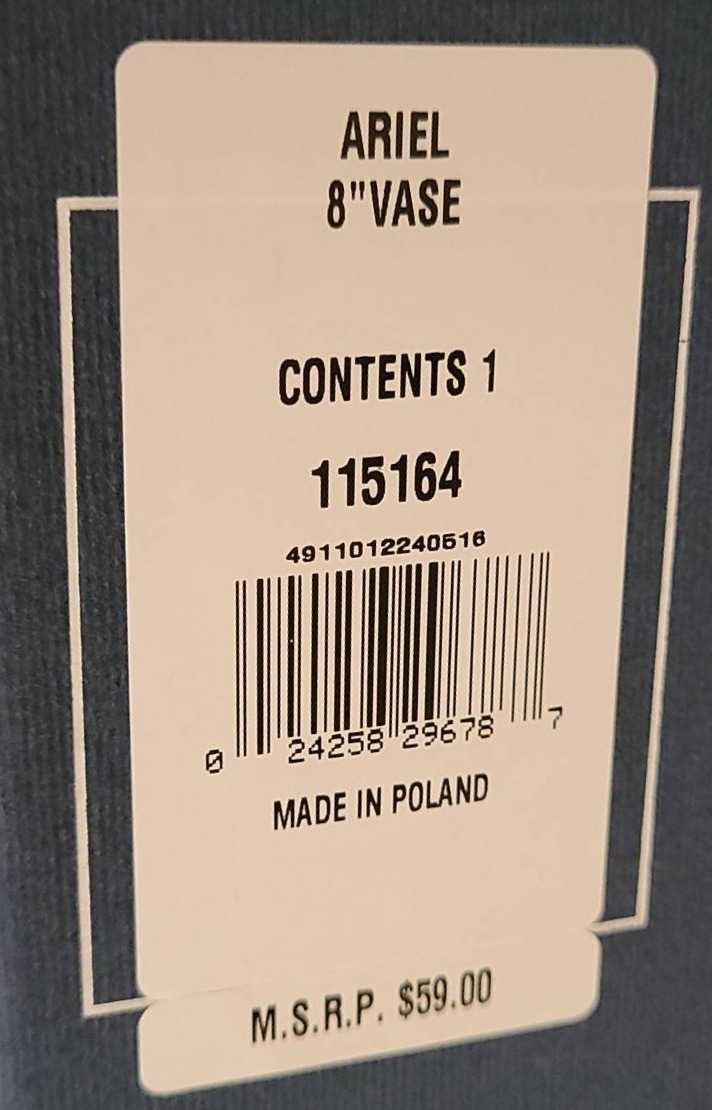 ARIEL
8"VASE
CONTENTS 1
115164
4911012240516
0 24258 29678 7
MADE IN POLAND
M.S.R.P. $59.00